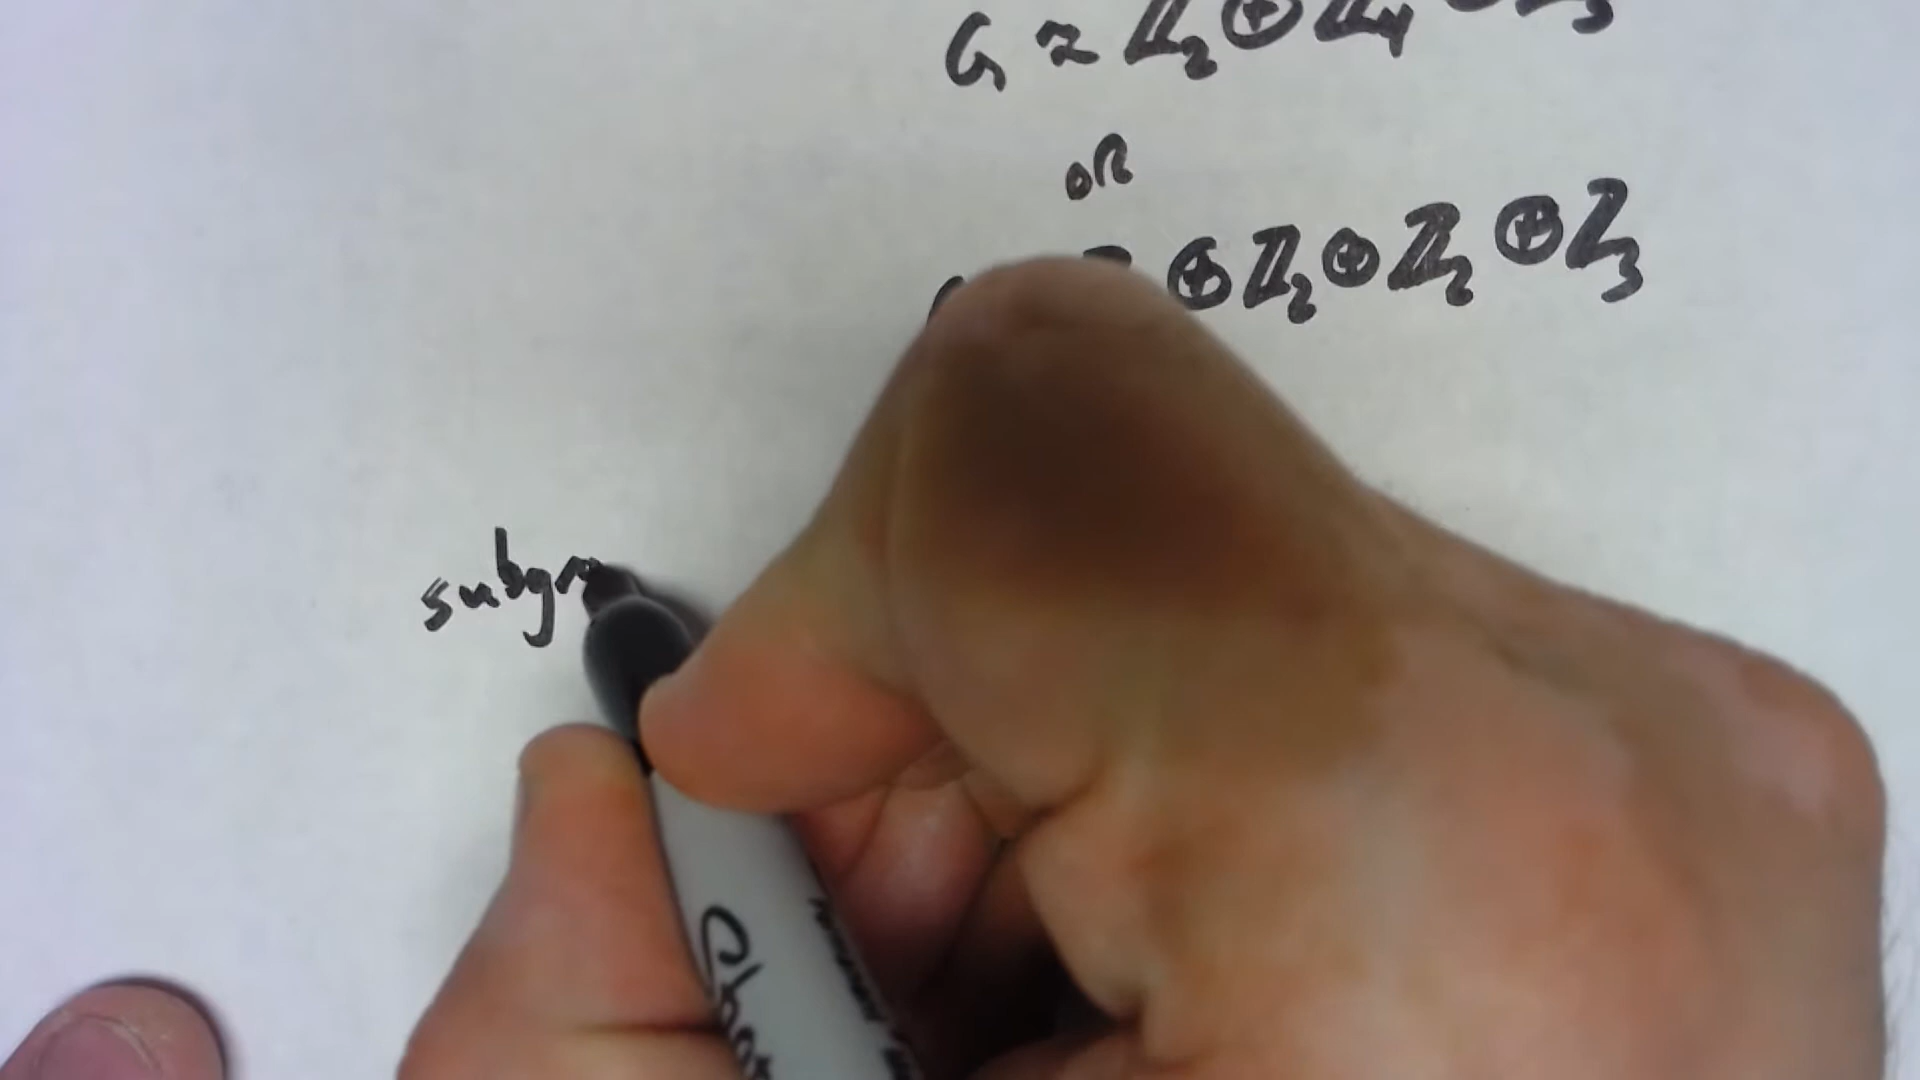 G ≈ ℤ₂ ⊕ ℤ₄ ⊕ ℤ₃
OR
⊕ ℤ₂ ⊕ ℤ₂ ⊕ ℤ₃
subgr